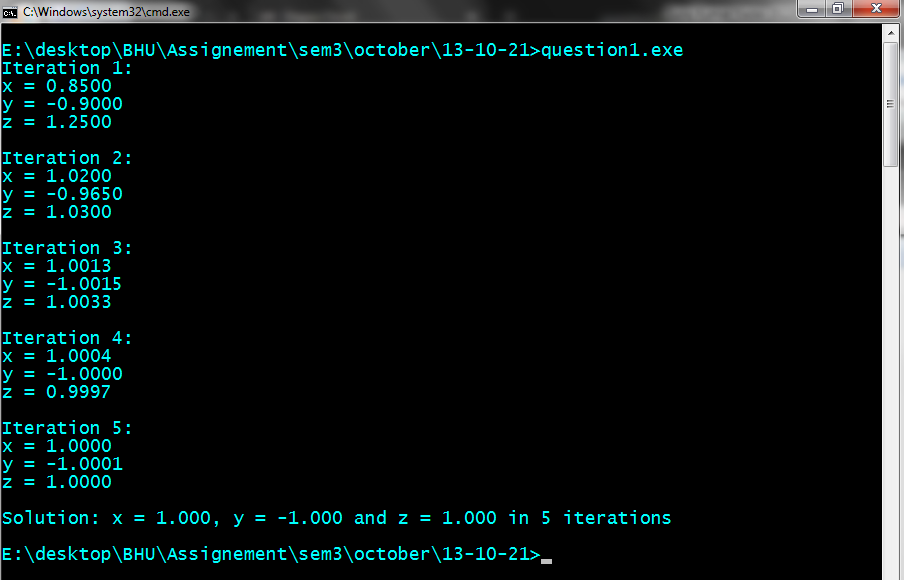 C:\Windows\system32\cmd.exe
E:\desktop\BHU\Assignement\sem3\october\13-10-21>question1.exe
Iteration 1:
x = 0.8500
y = -0.9000
z = 1.2500
Iteration 2:
x = 1.0200
y = -0.9650
z = 1.0300
Iteration 3:
x = 1.0013
y = -1.0015
z = 1.0033
Iteration 4:
x = 1.0004
y = -1.0000
z = 0.9997
Iteration 5:
x = 1.0000
y = -1.0001
z = 1.0000
Solution: x = 1.000, y = -1.000 and z = 1.000 in 5 iterations
E:\desktop\BHU\Assignement\sem3\october\13-10-21>